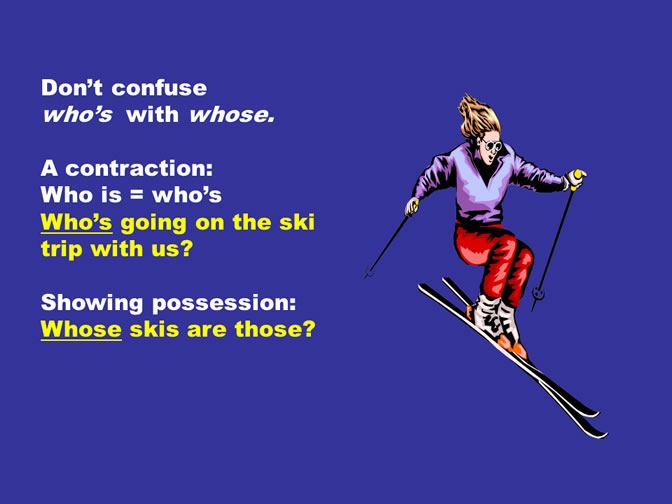 Don’t confuse
who’s with whose.
A contraction:
Who is = who’s
Who’s going on the ski
trip with us?
Showing possession:
Whose skis are those?